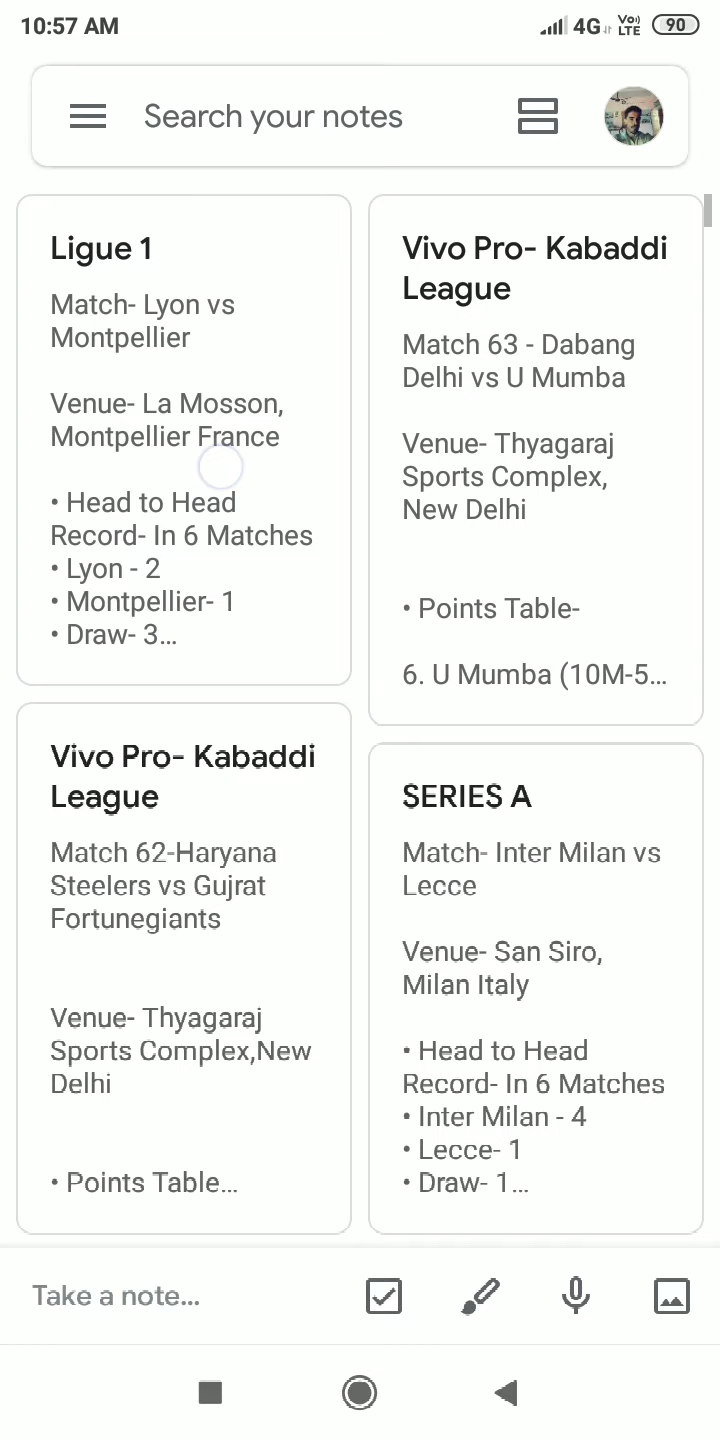 10:57 AM
4G
Vo) LTE
90
Search your notes
Ligue 1
Match- Lyon vs
Montpellier
Venue- La Mosson,
Montpellier France
• Head to Head
Record- In 6 Matches
• Lyon - 2
• Montpellier- 1
• Draw- 3...
Vivo Pro- Kabaddi
League
Match 63 - Dabang
Delhi vs U Mumba
Venue- Thyagaraj
Sports Complex,
New Delhi
• Points Table-
6. U Mumba (10M-5...
Vivo Pro- Kabaddi
League
Match 62-Haryana
Steelers vs Gujrat
Fortunegiants
Venue- Thyagaraj
Sports Complex,New
Delhi
• Points Table...
SERIES A
Match- Inter Milan vs
Lecce
Venue- San Siro,
Milan Italy
• Head to Head
Record- In 6 Matches
• Inter Milan - 4
• Lecce- 1
• Draw- 1...
Take a note...